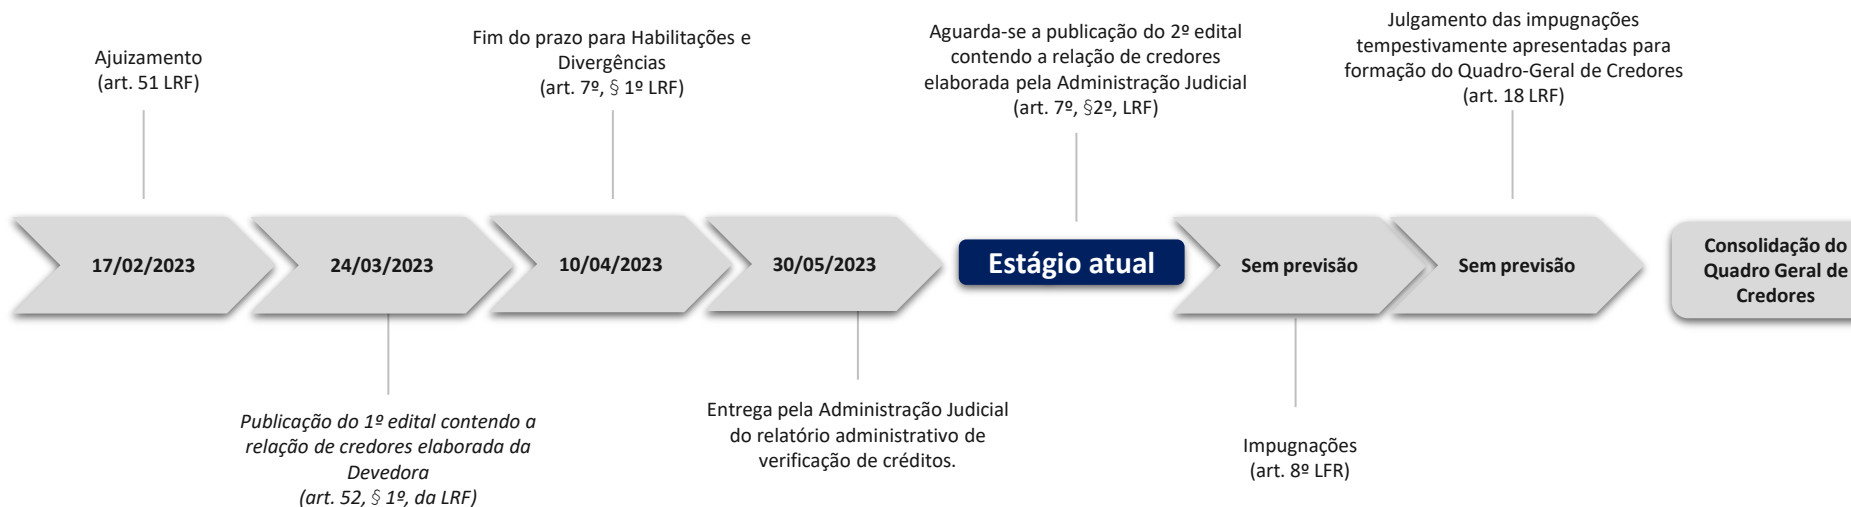 Ajuizamento
(art. 51 LRF)
Fim do prazo para Habilitações e
Divergências
(art. 7º, § 1º LRF)
Aguarda-se a publicação do 2º edital
contendo a relação de credores
elaborada pela Administração Judicial
(art. 7º, §2º, LRF)
Julgamento das impugnações
tempestivamente apresentadas para
formação do Quadro-Geral de Credores
(art. 18 LRF)
17/02/2023
24/03/2023
10/04/2023
30/05/2023
Estágio atual
Sem previsão
Sem previsão
Consolidação do
Quadro Geral de
Credores
Publicação do 1º edital contendo a
relação de credores elaborada da
Devedora
(art. 52, § 1º, da LRF)
Entrega pela Administração Judicial
do relatório administrativo de
verificação de créditos.
Impugnações
(art. 8º LFR)